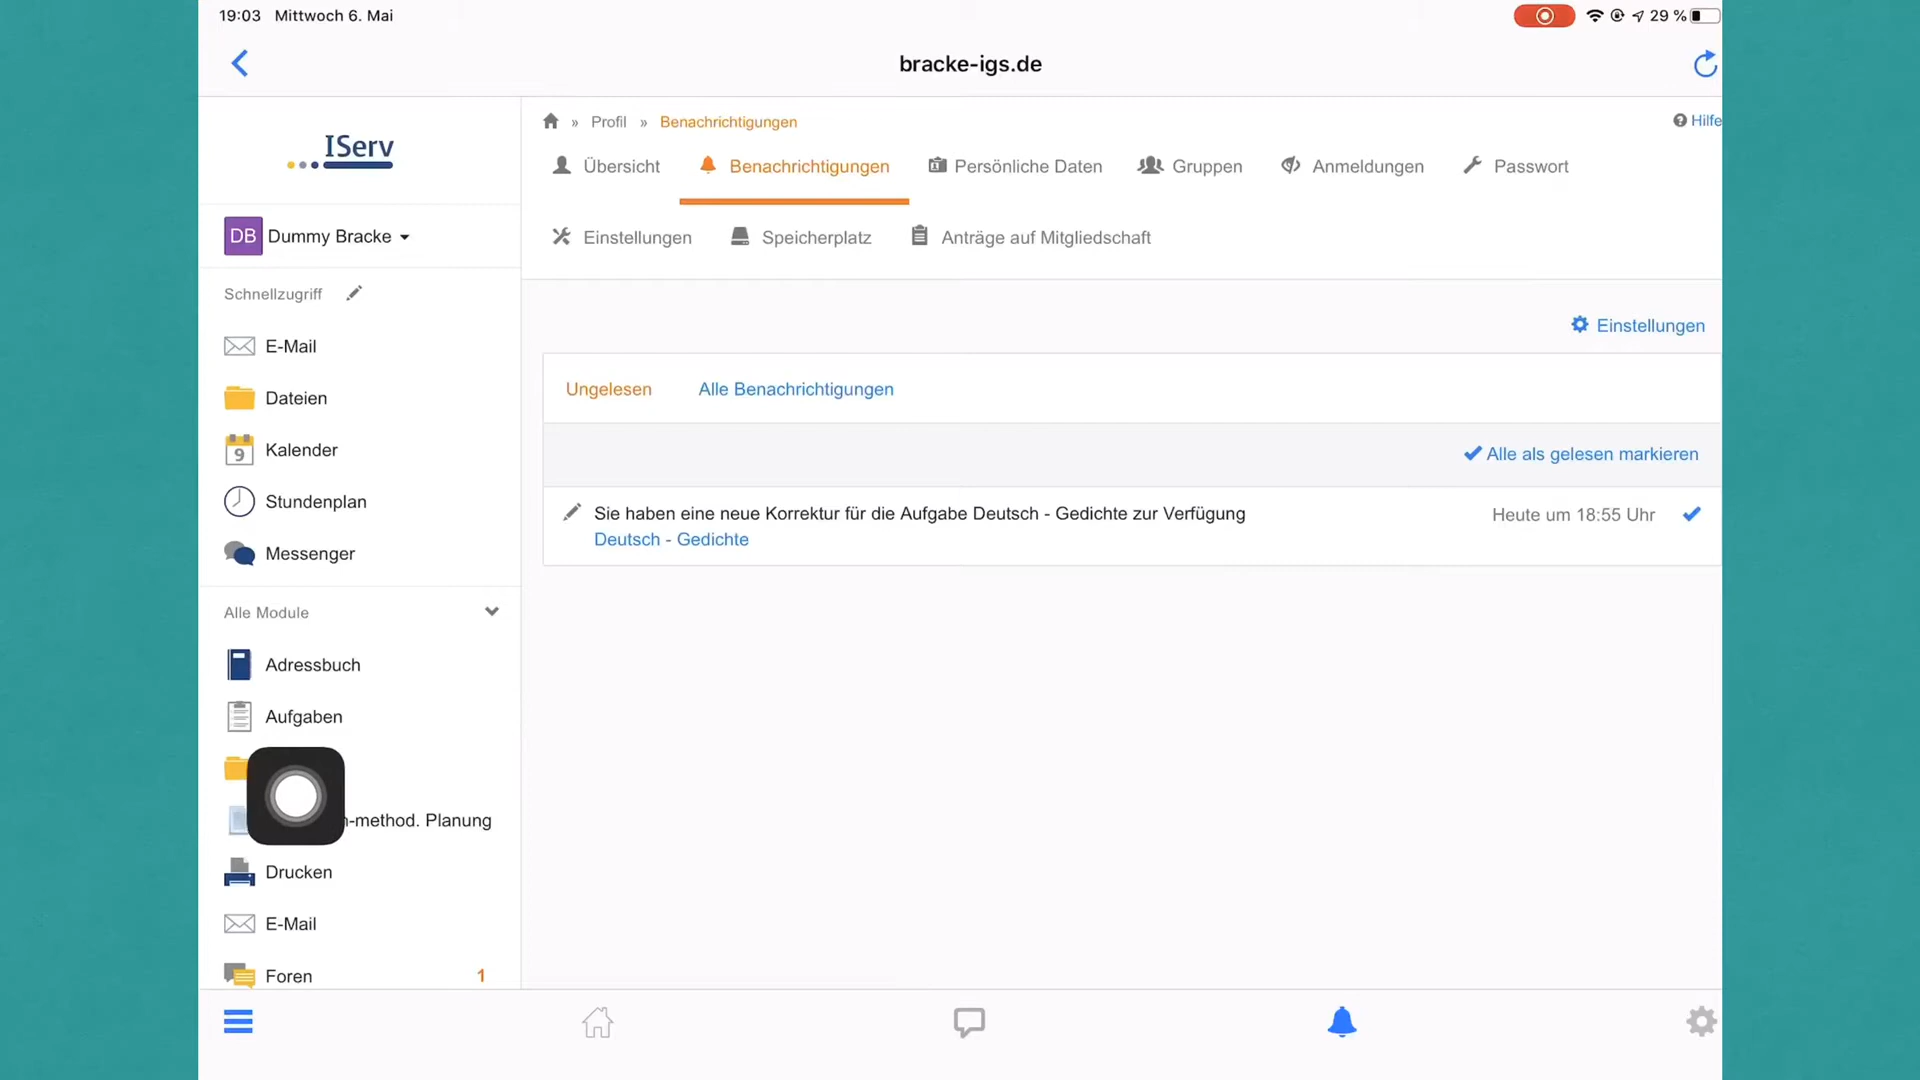 19:03 Mittwoch 6. Mai
29 %
bracke-igs.de
IServ
» Profil » Benachrichtigungen
Hilfe
Übersicht
Benachrichtigungen
Persönliche Daten
Gruppen
Anmeldungen
Passwort
DB Dummy Bracke
Einstellungen
Speicherplatz
Anträge auf Mitgliedschaft
Schnellzugriff
Einstellungen
E-Mail
Ungelesen
Alle Benachrichtigungen
Dateien
9 Kalender
Alle als gelesen markieren
Stundenplan
Sie haben eine neue Korrektur für die Aufgabe Deutsch - Gedichte zur Verfügung
Heute um 18:55 Uhr
Deutsch - Gedichte
Messenger
Alle Module
Adressbuch
Aufgaben
-method. Planung
Drucken
E-Mail
Foren 1